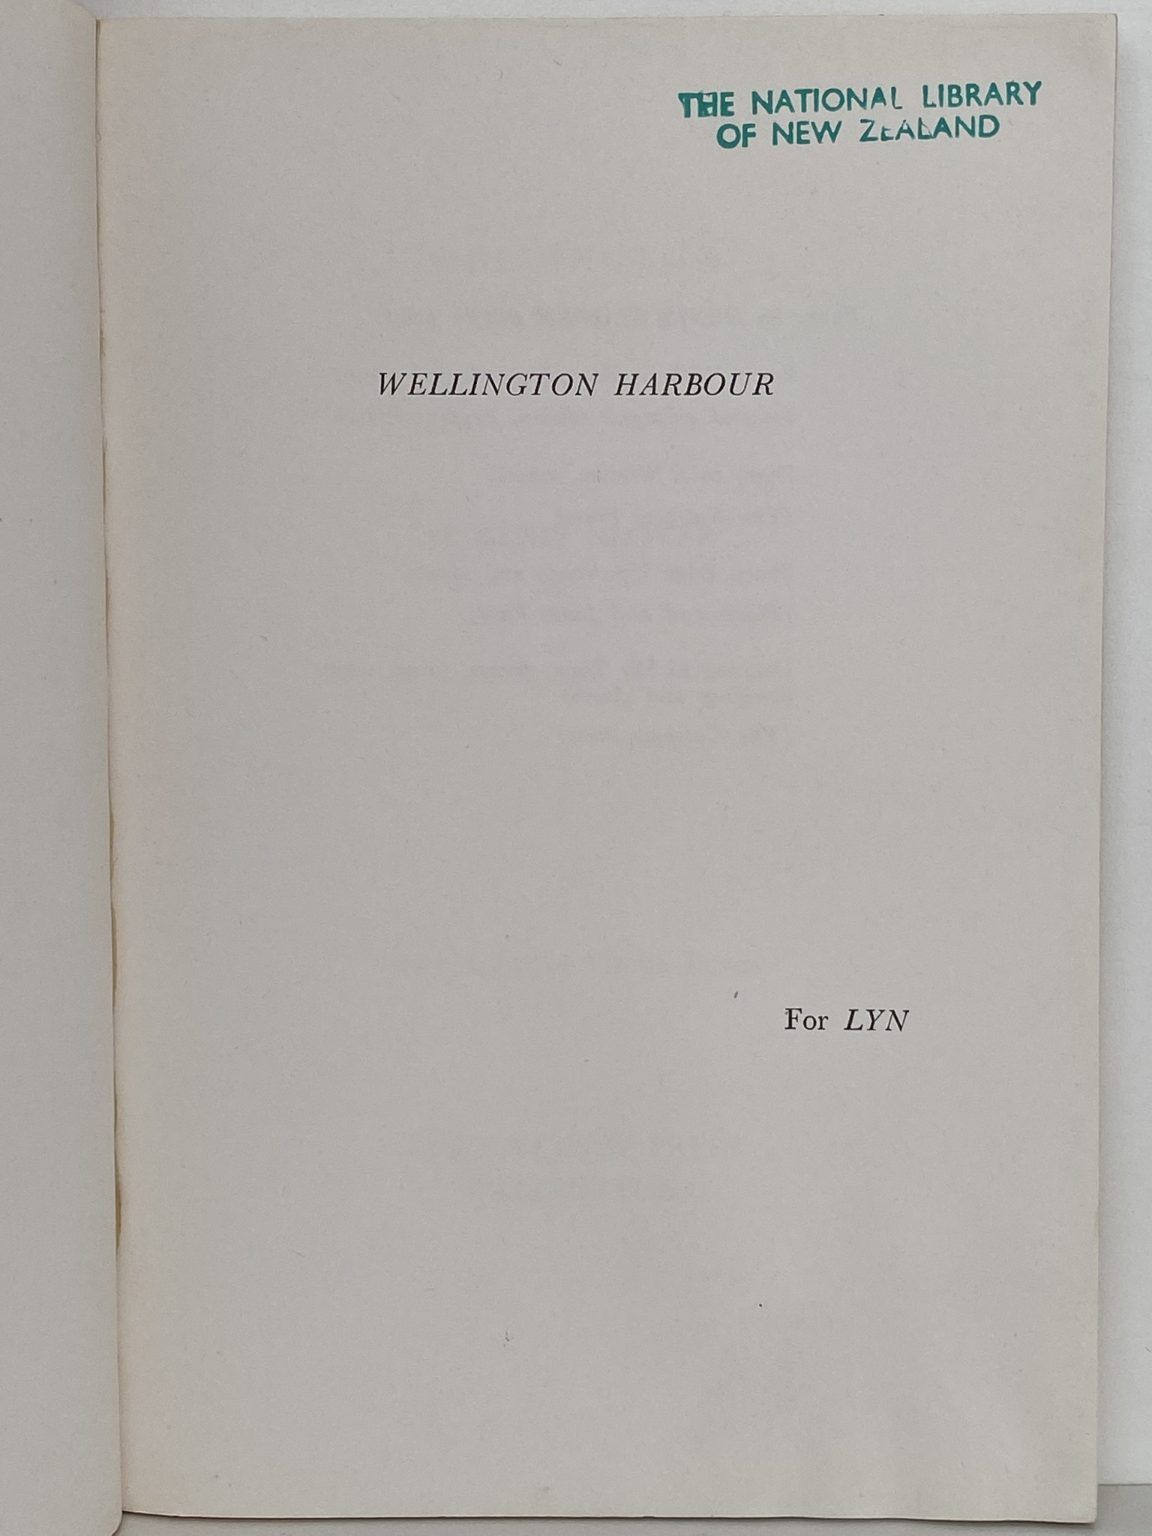 THE NATIONAL LIBRARY
OF NEW ZEALAND
WELLINGTON HARBOUR
For LYN